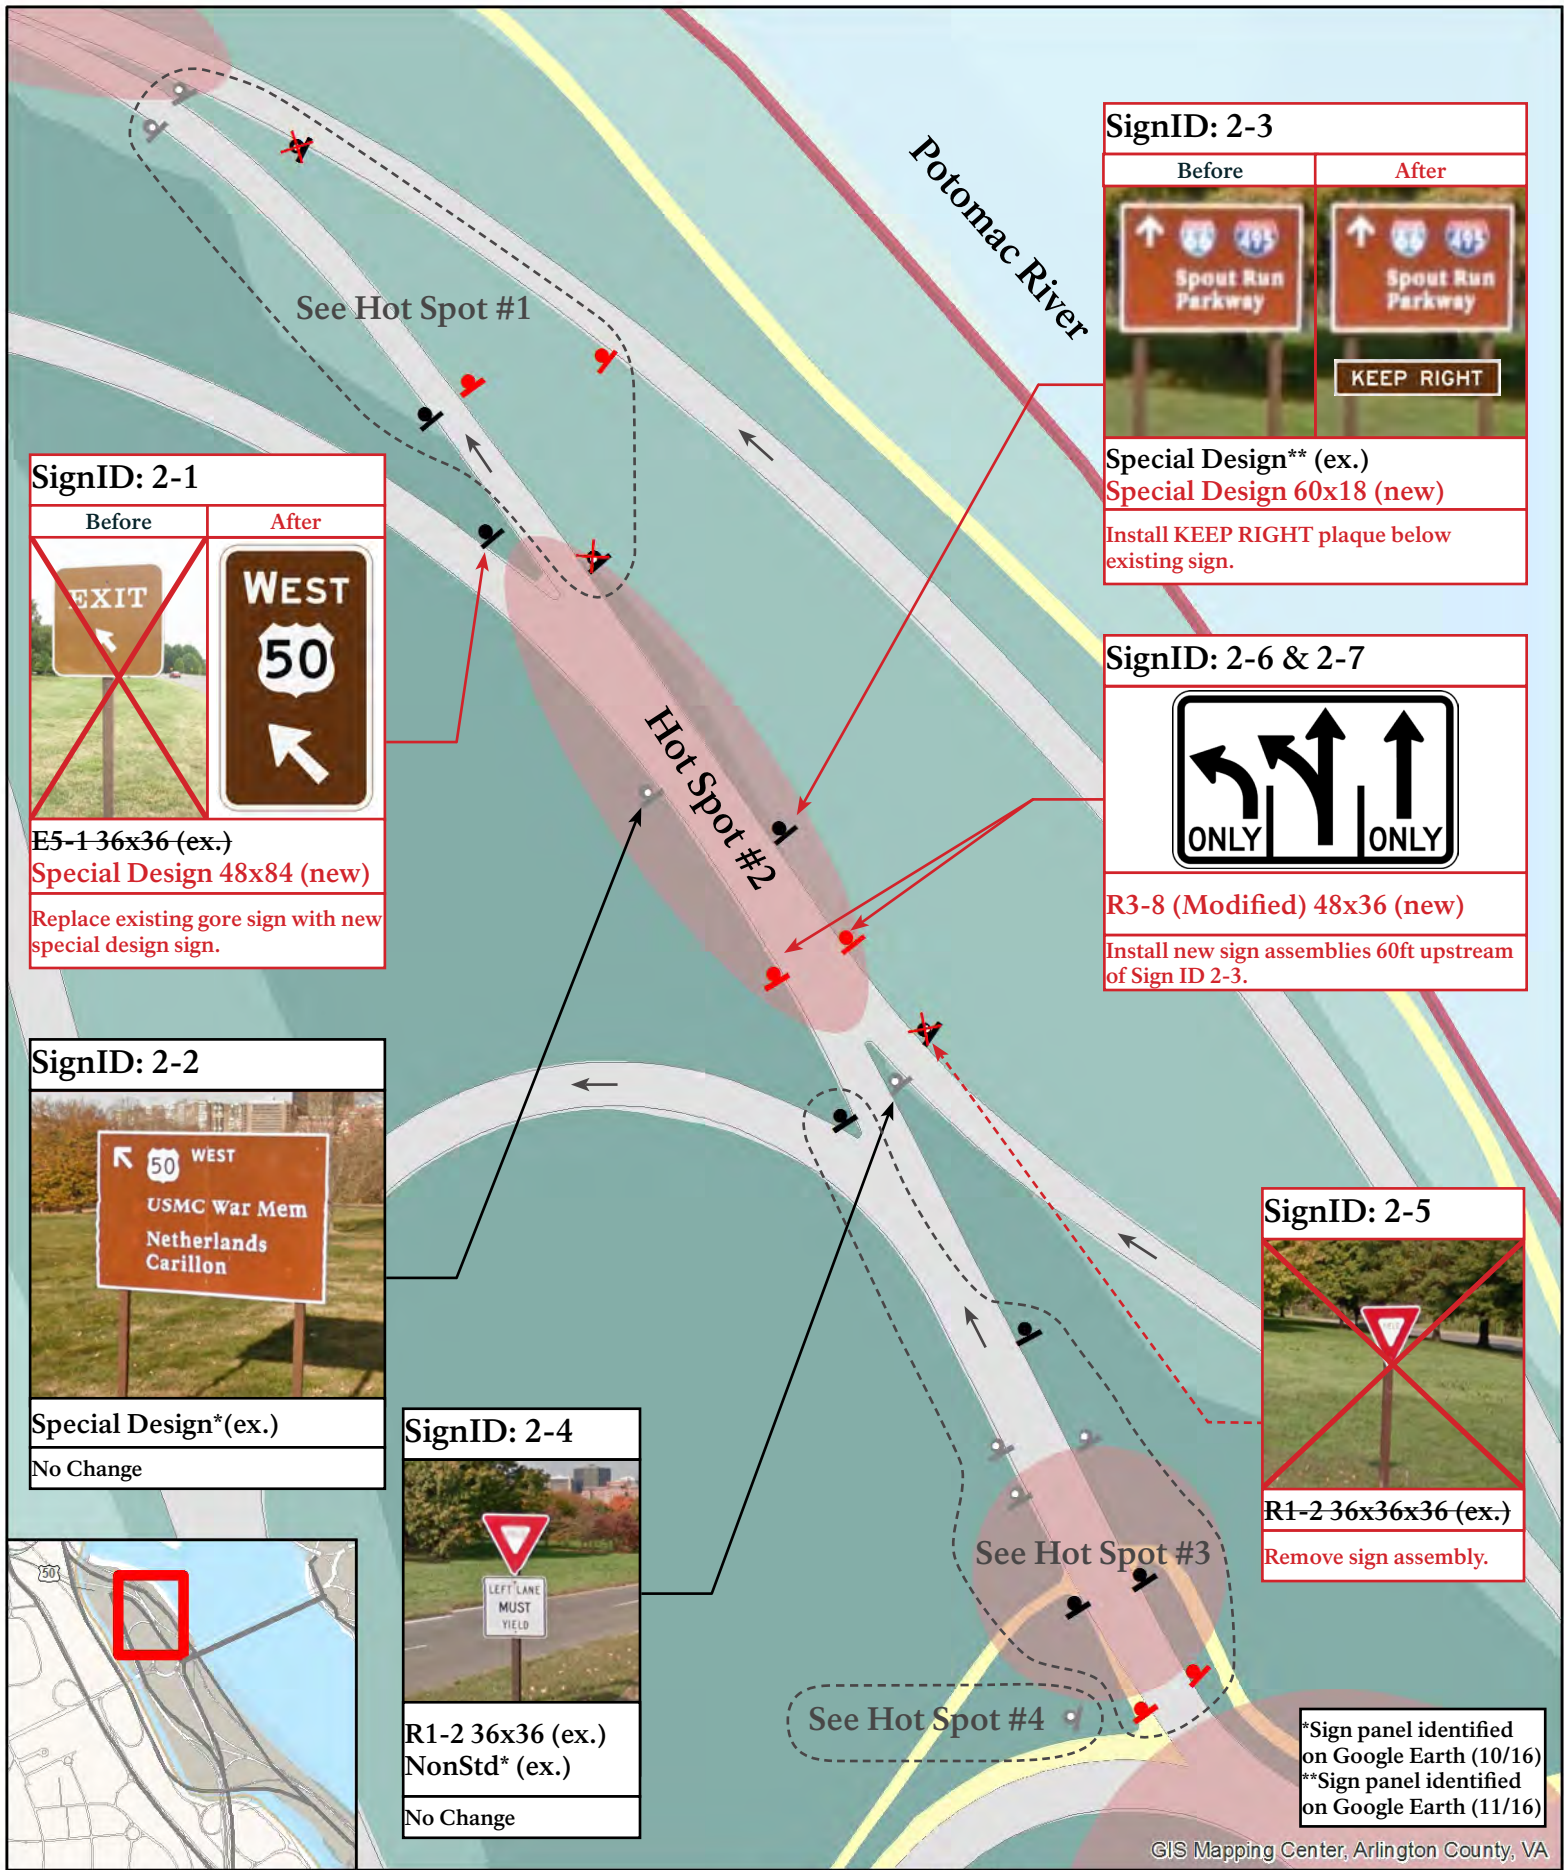 Potomac River
See Hot Spot #1
Hot Spot #2
See Hot Spot #3
See Hot Spot #4
SignID: 2-1
Before
After
EXIT
WEST
50
E5-1 36x36 (ex.)
Special Design 48x84 (new)
Replace existing gore sign with new
special design sign.
SignID: 2-2
50 WEST
USMC War Mem
Netherlands
Carillon
Special Design*(ex.)
No Change
SignID: 2-3
Before
After
66 495
Spout Run
Parkway
66 495
Spout Run
Parkway
KEEP RIGHT
Special Design** (ex.)
Special Design 60x18 (new)
Install KEEP RIGHT plaque below
existing sign.
SignID: 2-6 & 2-7
ONLY
ONLY
R3-8 (Modified) 48x36 (new)
Install new sign assemblies 60ft upstream
of Sign ID 2-3.
SignID: 2-4
YIELD
LEFT LANE
MUST
YIELD
R1-2 36x36 (ex.)
NonStd* (ex.)
No Change
SignID: 2-5
YIELD
R1-2 36x36x36 (ex.)
Remove sign assembly.
50
*Sign panel identified
on Google Earth (10/16)
**Sign panel identified
on Google Earth (11/16)
GIS Mapping Center, Arlington County, VA